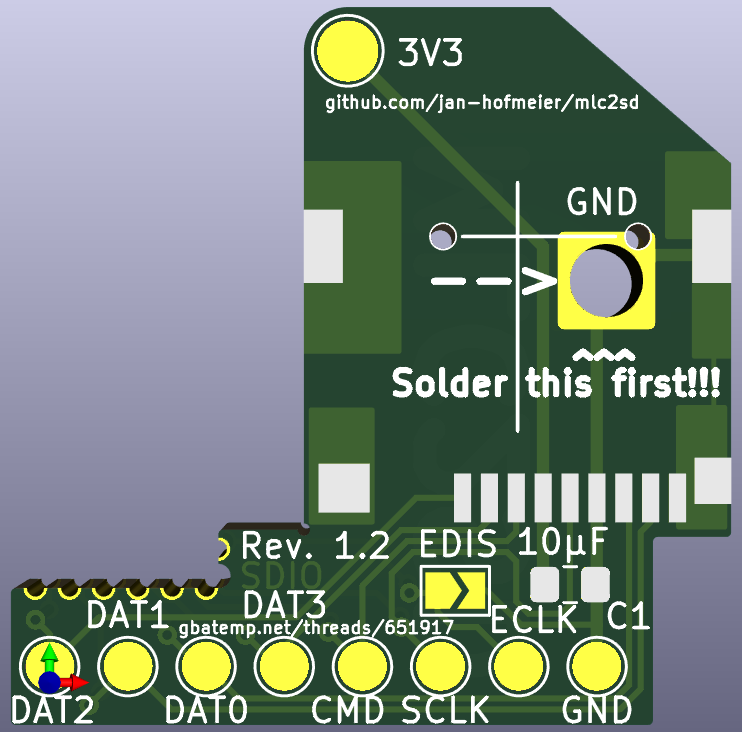 3V3
github.com/jan-hofmeier/mlc2sd
GND
-->
^^^
Solder this first!!!
Rev. 1.2 EDIS 10µF
SDIO
DAT1 DAT3 ECLK C1
gbatemp.net/threads/651917
DAT2 DAT0 CMD SCLK GND